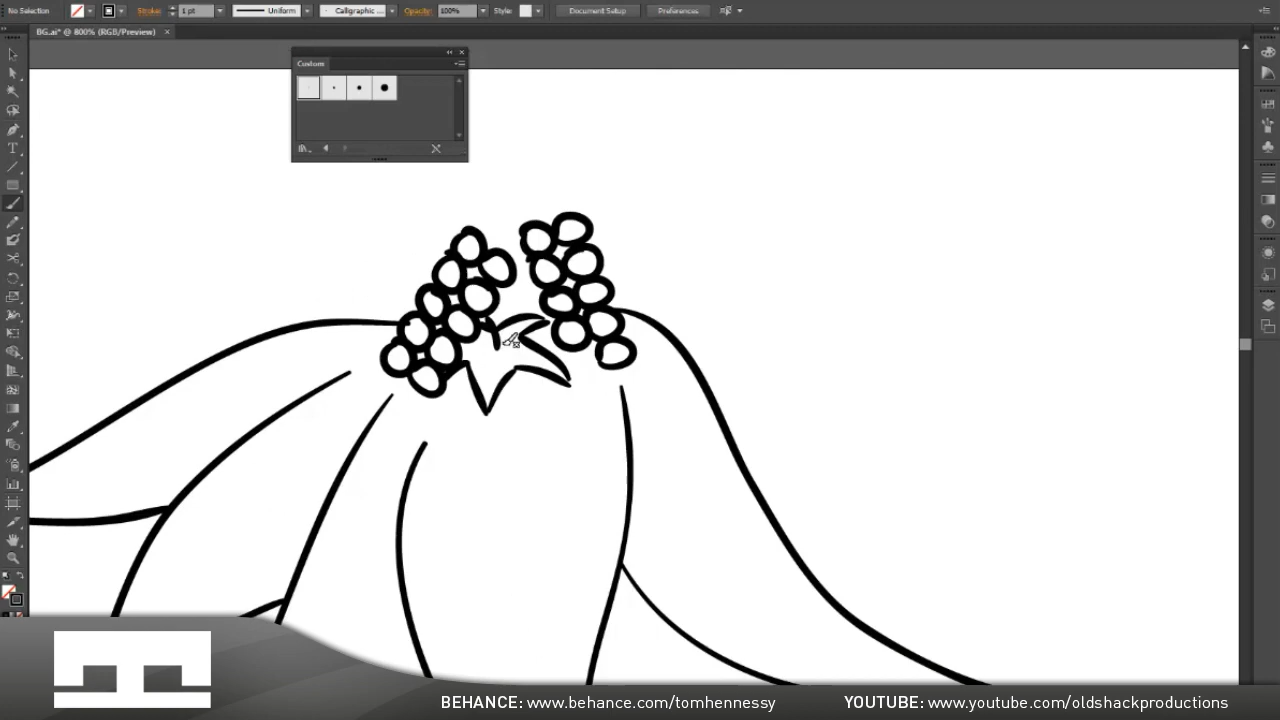 No Selection Stroke: 1 pt Uniform Calligraphic ... Opacity: 100% Style: Document Setup Preferences
BG.ai* @ 800% (RGB/Preview) ×
Custom
BEHANCE: www.behance.com/tomhennessy YOUTUBE: www.youtube.com/oldshackproductions